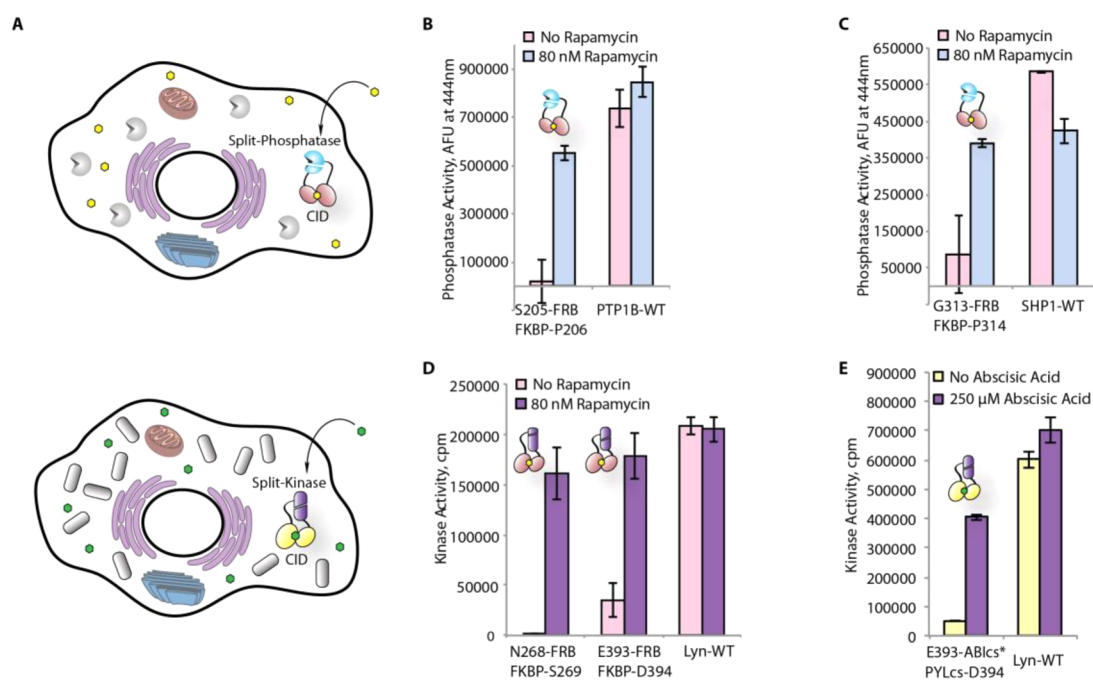 A
Split-Phosphatase
CID
Split-Kinase
CID
B
No Rapamycin
80 nM Rapamycin
Phosphatase Activity, AFU at 444nm
900000
700000
500000
300000
100000
S205-FRB
FKBP-P206
PTP1B-WT
C
No Rapamycin
80 nM Rapamycin
Phosphatase Activity, AFU at 444nm
650000
550000
450000
350000
250000
150000
50000
G313-FRB
FKBP-P314
SHP1-WT
D
No Rapamycin
80 nM Rapamycin
Kinase Activity, cpm
250000
200000
150000
100000
50000
0
N268-FRB
FKBP-S269
E393-FRB
FKBP-D394
Lyn-WT
E
No Abscisic Acid
250 µM Abscisic Acid
Kinase Activity, cpm
900000
800000
700000
600000
500000
400000
300000
200000
100000
0
E393-ABIcs*
PYLcs-D394
Lyn-WT